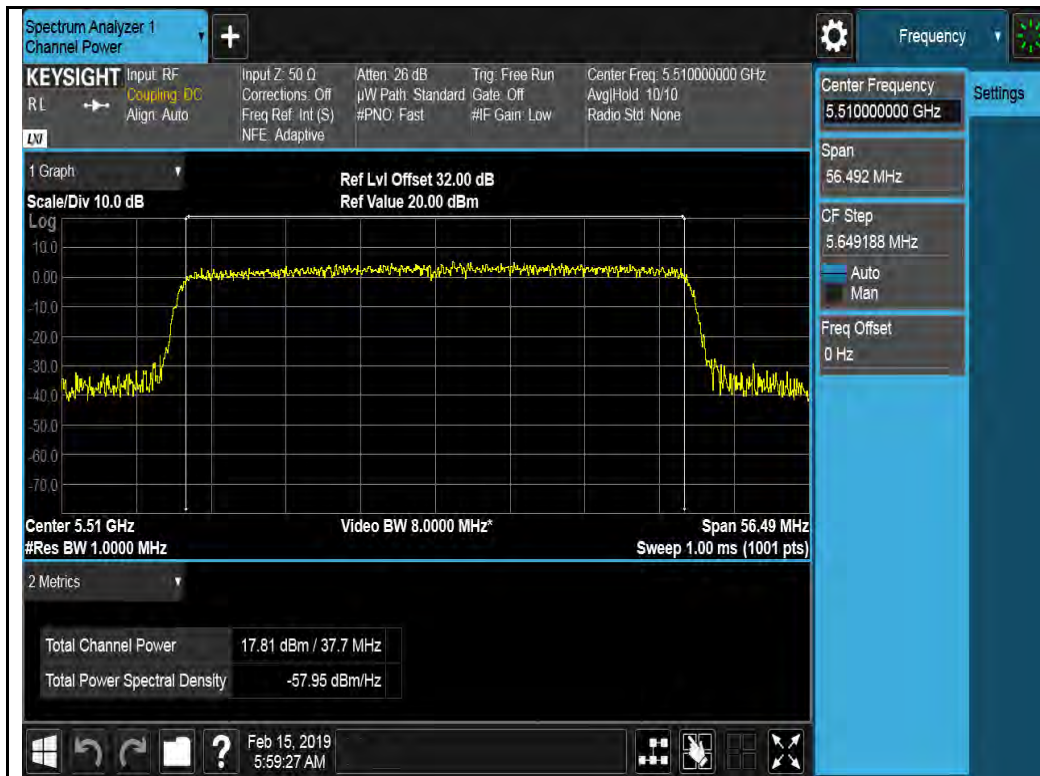 Spectrum Analyzer 1
Channel Power
+
Frequency
KEYSIGHT
RL
LXI
Input: RF
Coupling: DC
Align: Auto
Input Z: 50 Ω
Corrections: Off
Freq Ref: Int (S)
NFE: Adaptive
Atten: 26 dB
µW Path: Standard
#PNO: Fast
Trig: Free Run
Gate: Off
#IF Gain: Low
Center Freq: 5.510000000 GHz
Avg|Hold: 10/10
Radio Std: None
Center Frequency
5.510000000 GHz
Settings
Span
56.492 MHz
CF Step
5.649188 MHz
Auto
Man
Freq Offset
0 Hz
1 Graph
Scale/Div 10.0 dB
Ref Lvl Offset 32.00 dB
Ref Value 20.00 dBm
Log
10.0
0.00
-10.0
-20.0
-30.0
-40.0
-50.0
-60.0
-70.0
Center 5.51 GHz
#Res BW 1.0000 MHz
Video BW 8.0000 MHz*
Span 56.49 MHz
Sweep 1.00 ms (1001 pts)
2 Metrics
Total Channel Power 17.81 dBm / 37.7 MHz
Total Power Spectral Density -57.95 dBm/Hz
?
Feb 15, 2019
5:59:27 AM